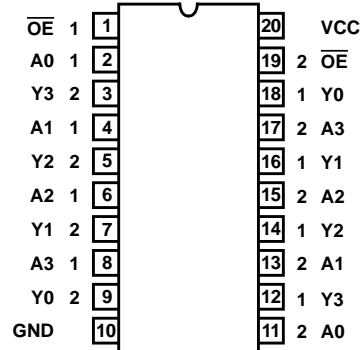 OE 1 1 20 VCC
A0 1 2 19 2 OE
Y3 2 3 18 1 Y0
A1 1 4 17 2 A3
Y2 2 5 16 1 Y1
A2 1 6 15 2 A2
Y1 2 7 14 1 Y2
A3 1 8 13 2 A1
Y0 2 9 12 1 Y3
GND 10 11 2 A0